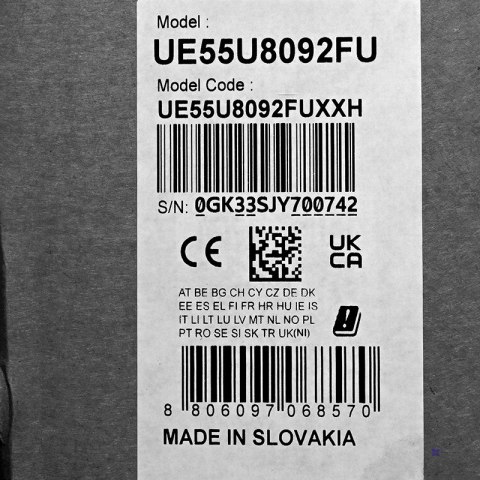 Model :
UE55U8092FU
Model Code :
UE55U8092FUXXH
S/N: 0GK33SJY700742
CE
UK
CA
AT BE BG CH CY CZ DE DK
EE ES EL FI FR HR HU IE IS
IT LI LT LU LV MT NL NO PL
PT RO SE SI SK TR UK(NI)
8 806097 068570
MADE IN SLOVAKIA